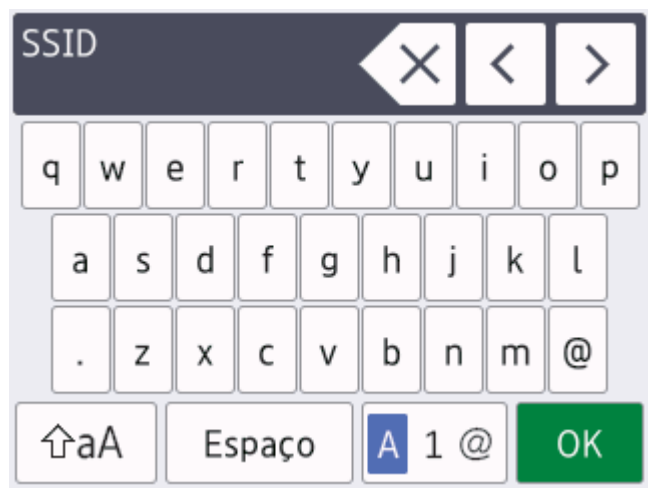 SSID
q w e r t y u i o p
a s d f g h j k l
. z x c v b n m @
aA Espaço A 1 @ OK